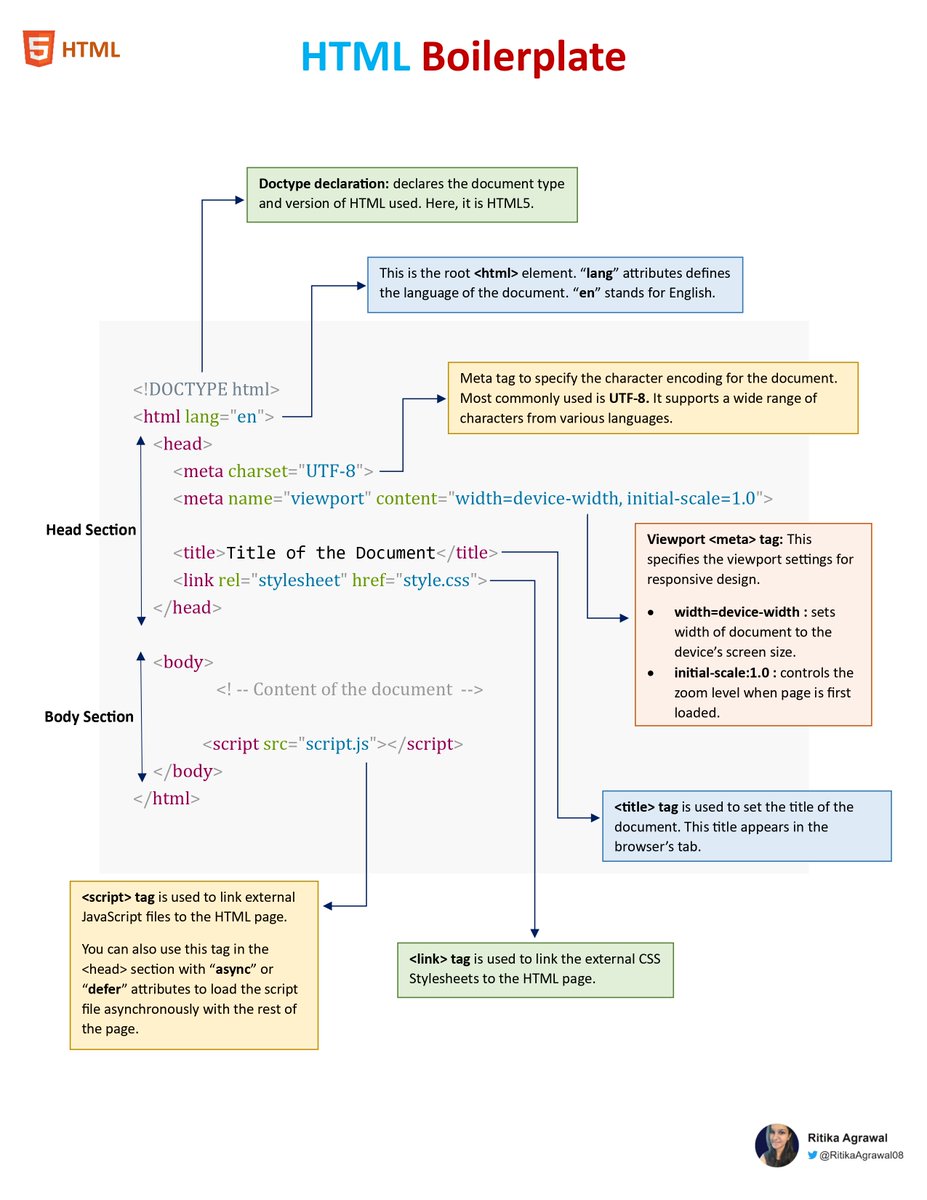 HTML
HTML Boilerplate
Doctype declaration: declares the document type
and version of HTML used. Here, it is HTML5.
This is the root <html> element. “lang” attributes defines
the language of the document. “en” stands for English.
<!DOCTYPE html>
<html lang="en">
<head>
<meta charset="UTF-8">
<meta name="viewport" content="width=device-width, initial-scale=1.0">
<title>Title of the Document</title>
<link rel="stylesheet" href="style.css">
</head>
<body>
<! -- Content of the document -->
<script src="script.js"></script>
</body>
</html>
Head Section
Body Section
Meta tag to specify the character encoding for the document.
Most commonly used is UTF-8. It supports a wide range of
characters from various languages.
Viewport <meta> tag: This
specifies the viewport settings for
responsive design.
• width=device-width : sets
width of document to the
device’s screen size.
• initial-scale:1.0 : controls the
zoom level when page is first
loaded.
<title> tag is used to set the title of the
document. This title appears in the
browser’s tab.
<script> tag is used to link external
JavaScript files to the HTML page.
You can also use this tag in the
<head> section with “async” or
“defer” attributes to load the script
file asynchronously with the rest of
the page.
<link> tag is used to link the external CSS
Stylesheets to the HTML page.
Ritika Agrawal
@RitikaAgrawal08